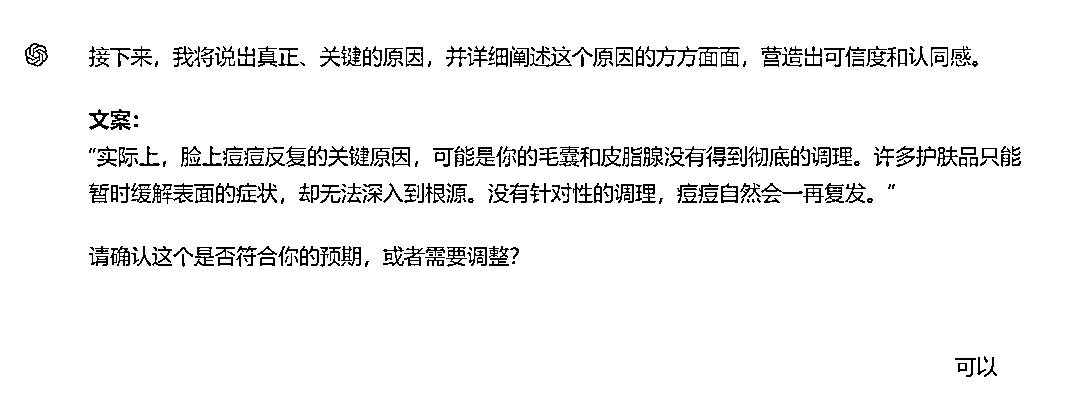 接下来，我将说出真正、关键的原因，并详细阐述这个原因的方方面面，营造出可信度和认同感。
文案：
"实际上，脸上痘痘反复的关键原因，可能是你的毛囊和皮脂腺没有得到彻底的调理。许多护肤品只能
暂时缓解表面的症状，却无法深入到根源。没有针对性的调理，痘痘自然会一再复发。"
请确认这个是否符合你的预期，或者需要调整？
可以